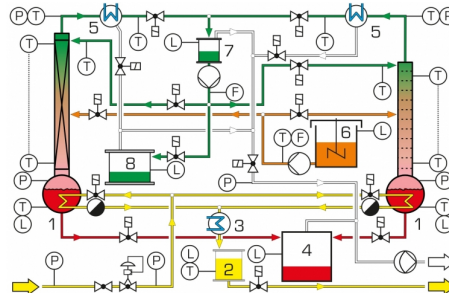 P T 5 T T 5 T P
L 7
T T F T T
T F 6 L
8 L
T P P T
P P
T 1 3 1 T
L L
P P L 2 L 4
T